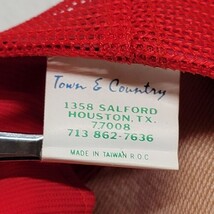 Town & Country
1358 SALFORD
HOUSTON, TX.
77008
713 862-7636
MADE IN TAIWAN R.O.C